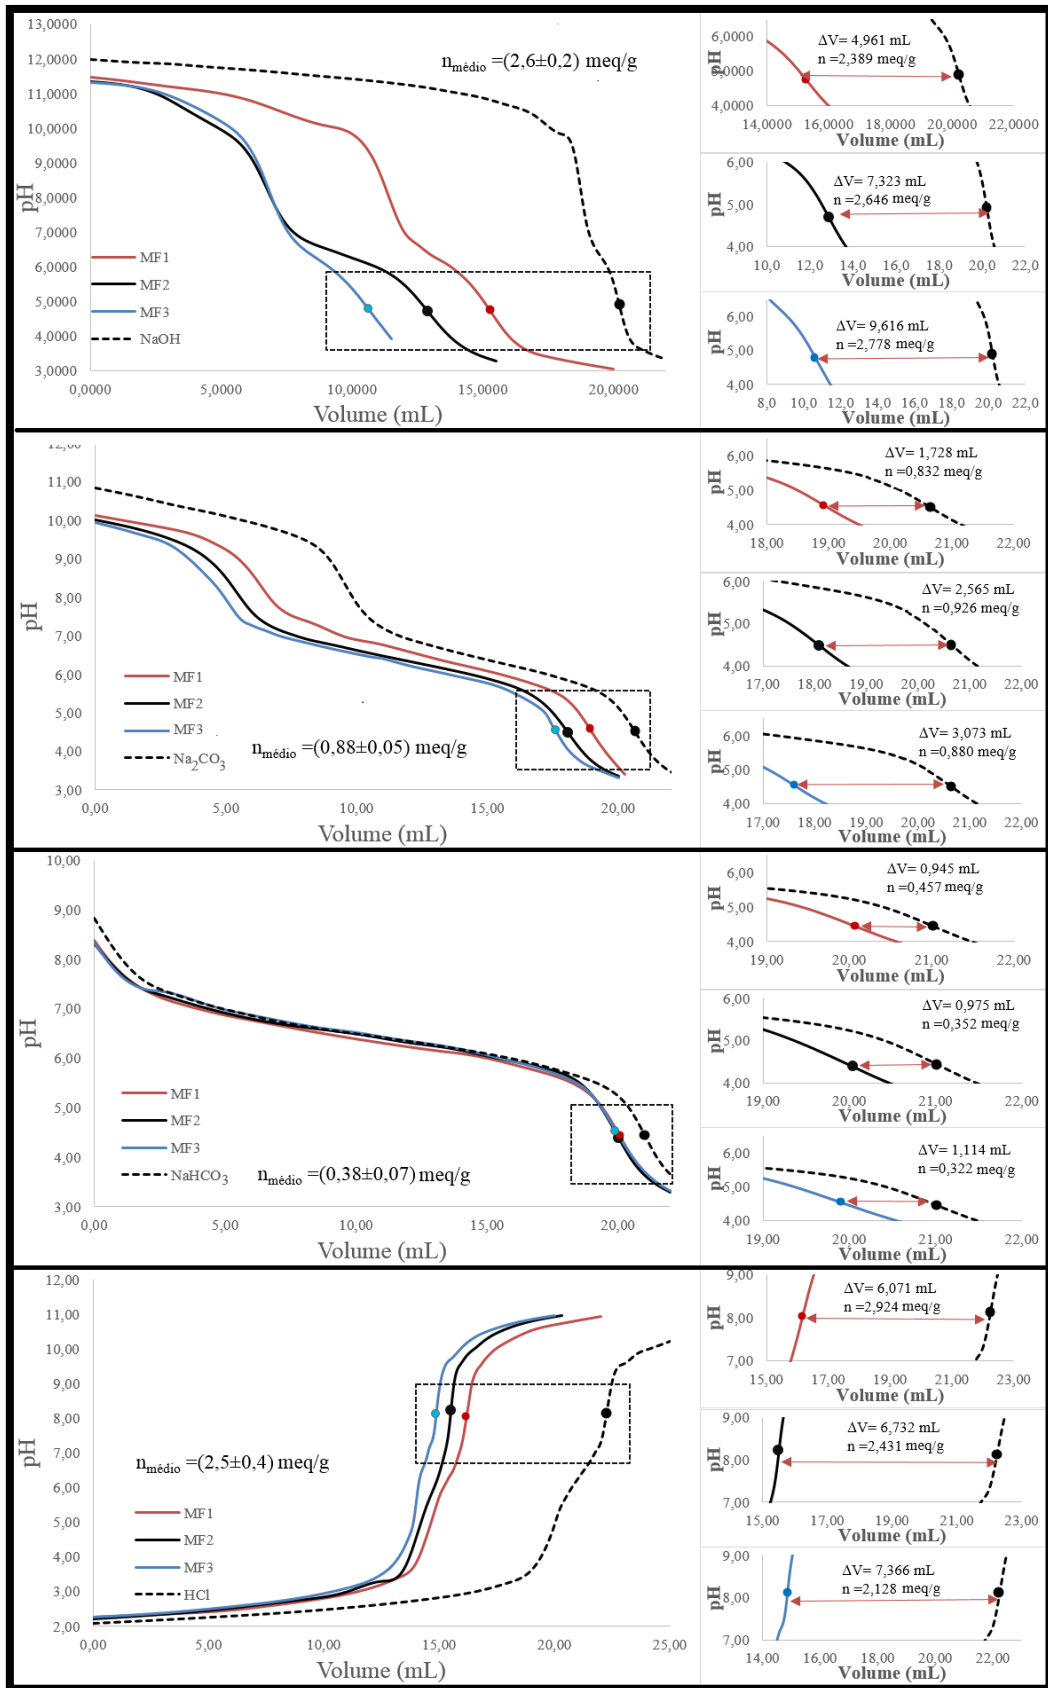 13,0000
12,0000
11,0000
10,0000
9,0000
8,0000
7,0000
6,0000
5,0000
4,0000
3,0000
pH
n médio =(2,6±0,2) meq/g
MF1
MF2
MF3
NaOH
0,0000 5,0000 10,0000 15,0000 20,0000
Volume (mL)
6,0000
5,0000
4,0000
pH
ΔV= 4,961 mL
n =2,389 meq/g
14,0000 16,0000 18,0000 20,0000 22,0000
Volume (mL)
6,00
5,00
4,00
pH
ΔV= 7,323 mL
n =2,646 meq/g
10,0 12,0 14,0 16,0 18,0 20,0 22,0
Volume (mL)
6,00
5,00
4,00
pH
ΔV= 9,616 mL
n =2,778 meq/g
8,0 10,0 12,0 14,0 16,0 18,0 20,0 22,0
Volume (mL)
12,00
11,00
10,00
9,00
8,00
7,00
6,00
5,00
4,00
3,00
pH
MF1
MF2
MF3
Na2CO3
n médio =(0,88±0,05) meq/g
0,00 5,00 10,00 15,00 20,00
Volume (mL)
6,00
5,00
4,00
pH
ΔV= 1,728 mL
n =0,832 meq/g
18,00 19,00 20,00 21,00 22,00
Volume (mL)
6,00
5,00
4,00
pH
ΔV= 2,565 mL
n =0,926 meq/g
17,00 18,00 19,00 20,00 21,00 22,00
Volume (mL)
6,00
5,00
4,00
pH
ΔV= 3,073 mL
n =0,880 meq/g
17,00 18,00 19,00 20,00 21,00 22,00
Volume (mL)
10,00
9,00
8,00
7,00
6,00
5,00
4,00
3,00
pH
MF1
MF2
MF3
NaHCO3
n médio =(0,38±0,07) meq/g
0,00 5,00 10,00 15,00 20,00
Volume (mL)
6,00
5,00
4,00
pH
ΔV= 0,945 mL
n =0,457 meq/g
19,00 20,00 21,00 22,00
Volume (mL)
6,00
5,00
4,00
pH
ΔV= 0,975 mL
n =0,352 meq/g
19,00 20,00 21,00 22,00
Volume (mL)
6,00
5,00
4,00
pH
ΔV= 1,114 mL
n =0,322 meq/g
19,00 20,00 21,00 22,00
Volume (mL)
12,00
11,00
10,00
9,00
8,00
7,00
6,00
5,00
4,00
3,00
2,00
pH
n médio =(2,5±0,4) meq/g
MF1
MF2
MF3
HCl
0,00 5,00 10,00 15,00 20,00 25,00
Volume (mL)
9,00
8,00
7,00
pH
ΔV= 6,071 mL
n =2,924 meq/g
15,00 17,00 19,00 21,00 23,00
Volume (mL)
9,00
8,00
7,00
pH
ΔV= 6,732 mL
n =2,431 meq/g
15,00 17,00 19,00 21,00 23,00
Volume (mL)
9,00
8,00
7,00
pH
ΔV= 7,366 mL
n =2,128 meq/g
14,00 16,00 18,00 20,00 22,00
Volume (mL)